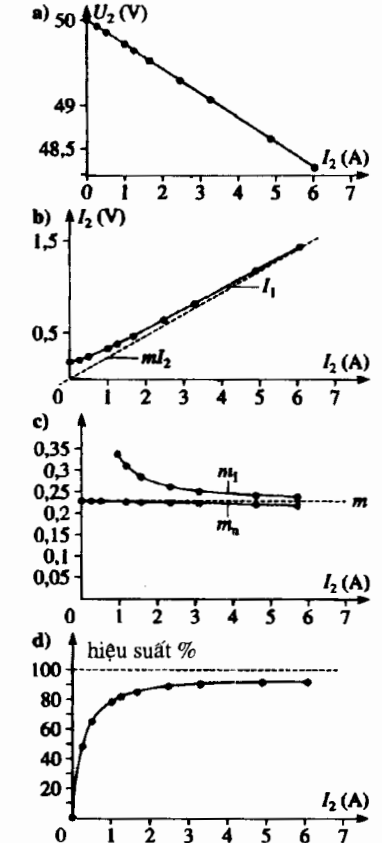 a) U₂ (V)
50
49
48,5
I₂ (A)
0 1 2 3 4 5 6 7
b) I₂ (V)
1,5
I₁
0,5
mI₂
I₂ (A)
0 1 2 3 4 5 6 7
c)
0,35
0,3
m₁
0,25
m
0,2
mᵤ
0,15
0,1
0,05
I₂ (A)
0 1 2 3 4 5 6 7
d)
hiệu suất %
100
80
60
40
20
I₂ (A)
0 1 2 3 4 5 6 7